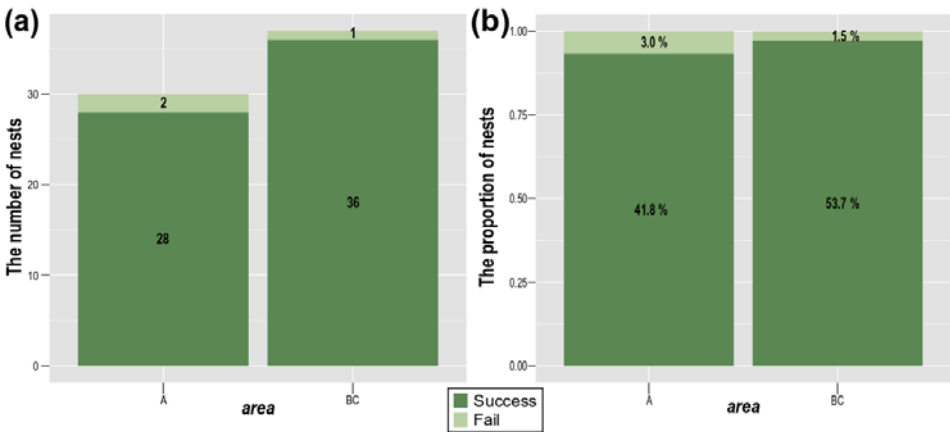 (a)
The number of nests
30
20
10
0
2
28
1
36
A
BC
area
(b)
The proportion of nests
1.00
0.75
0.50
0.25
0.00
3.0 %
41.8 %
1.5 %
53.7 %
A
BC
area
Success
Fail